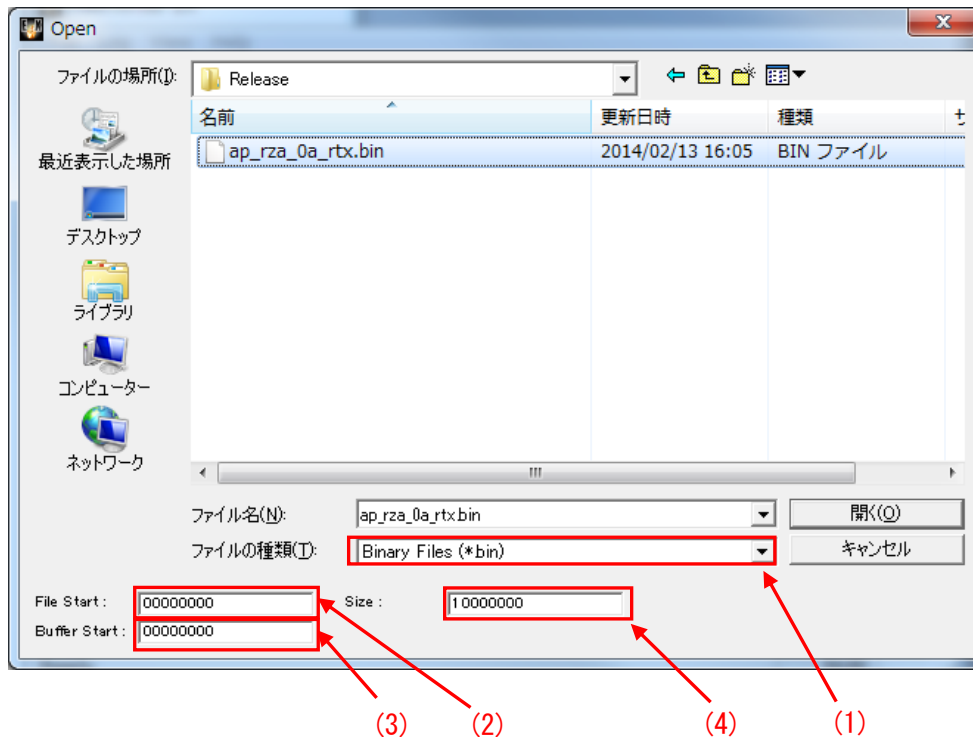 Open
ファイルの場所(I):
Release
名前
更新日時
種類
サ
ap_rza_0a_rtx.bin
2014/02/13 16:05
BIN ファイル
最近表示した場所
デスクトップ
ライブラリ
コンピューター
ネットワーク
ファイル名(N):
ap_rza_0a_rtx.bin
開く(O)
ファイルの種類(T):
Binary Files (*.bin)
キャンセル
File Start :
00000000
Size :
10000000
Buffer Start :
00000000
(3)
(2)
(4)
(1)